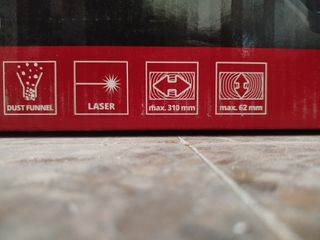 DUST FUNNEL
LASER
max. 310 mm
max. 62 mm